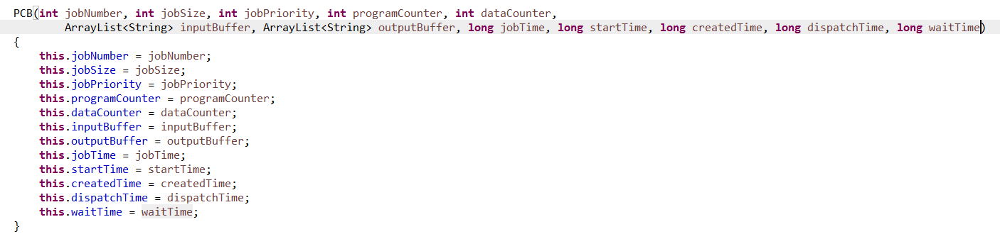 PCB(int jobNumber, int jobSize, int jobPriority, int programCounter, int dataCounter,
        ArrayList<String> inputBuffer, ArrayList<String> outputBuffer, long jobTime, long startTime, long createdTime, long dispatchTime, long waitTime)
{
    this.jobNumber = jobNumber;
    this.jobSize = jobSize;
    this.jobPriority = jobPriority;
    this.programCounter = programCounter;
    this.dataCounter = dataCounter;
    this.inputBuffer = inputBuffer;
    this.outputBuffer = outputBuffer;
    this.jobTime = jobTime;
    this.startTime = startTime;
    this.createdTime = createdTime;
    this.dispatchTime = dispatchTime;
    this.waitTime = waitTime;
}